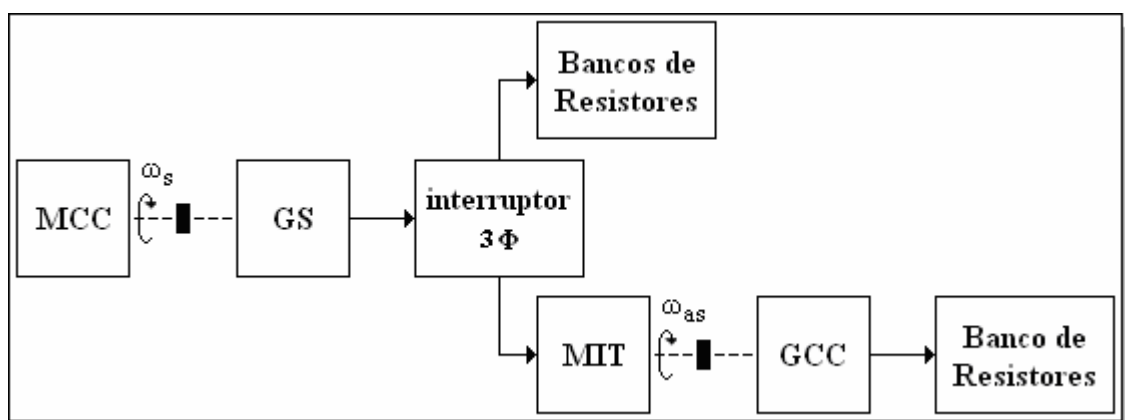 Bancos de
Resistores
MCC
ωs
GS
interruptor
3Φ
MIT
ωas
GCC
Banco de
Resistores